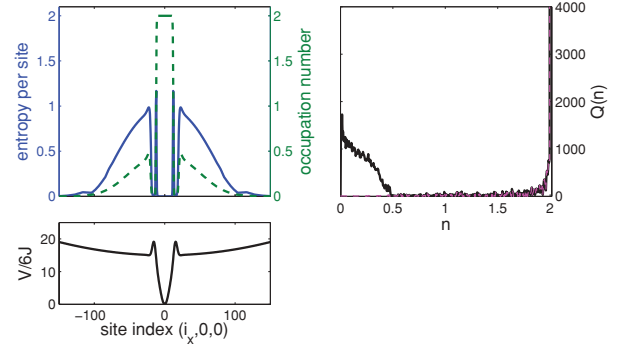 2
1.5
1
0.5
0
entropy per site
2
1.5
1
0.5
0
occupation number
4000
3000
2000
1000
0
Q(n)
0 0.5 1 1.5 2
n
20
10
0
V/6J
−100 0 100
site index (i_x,0,0)